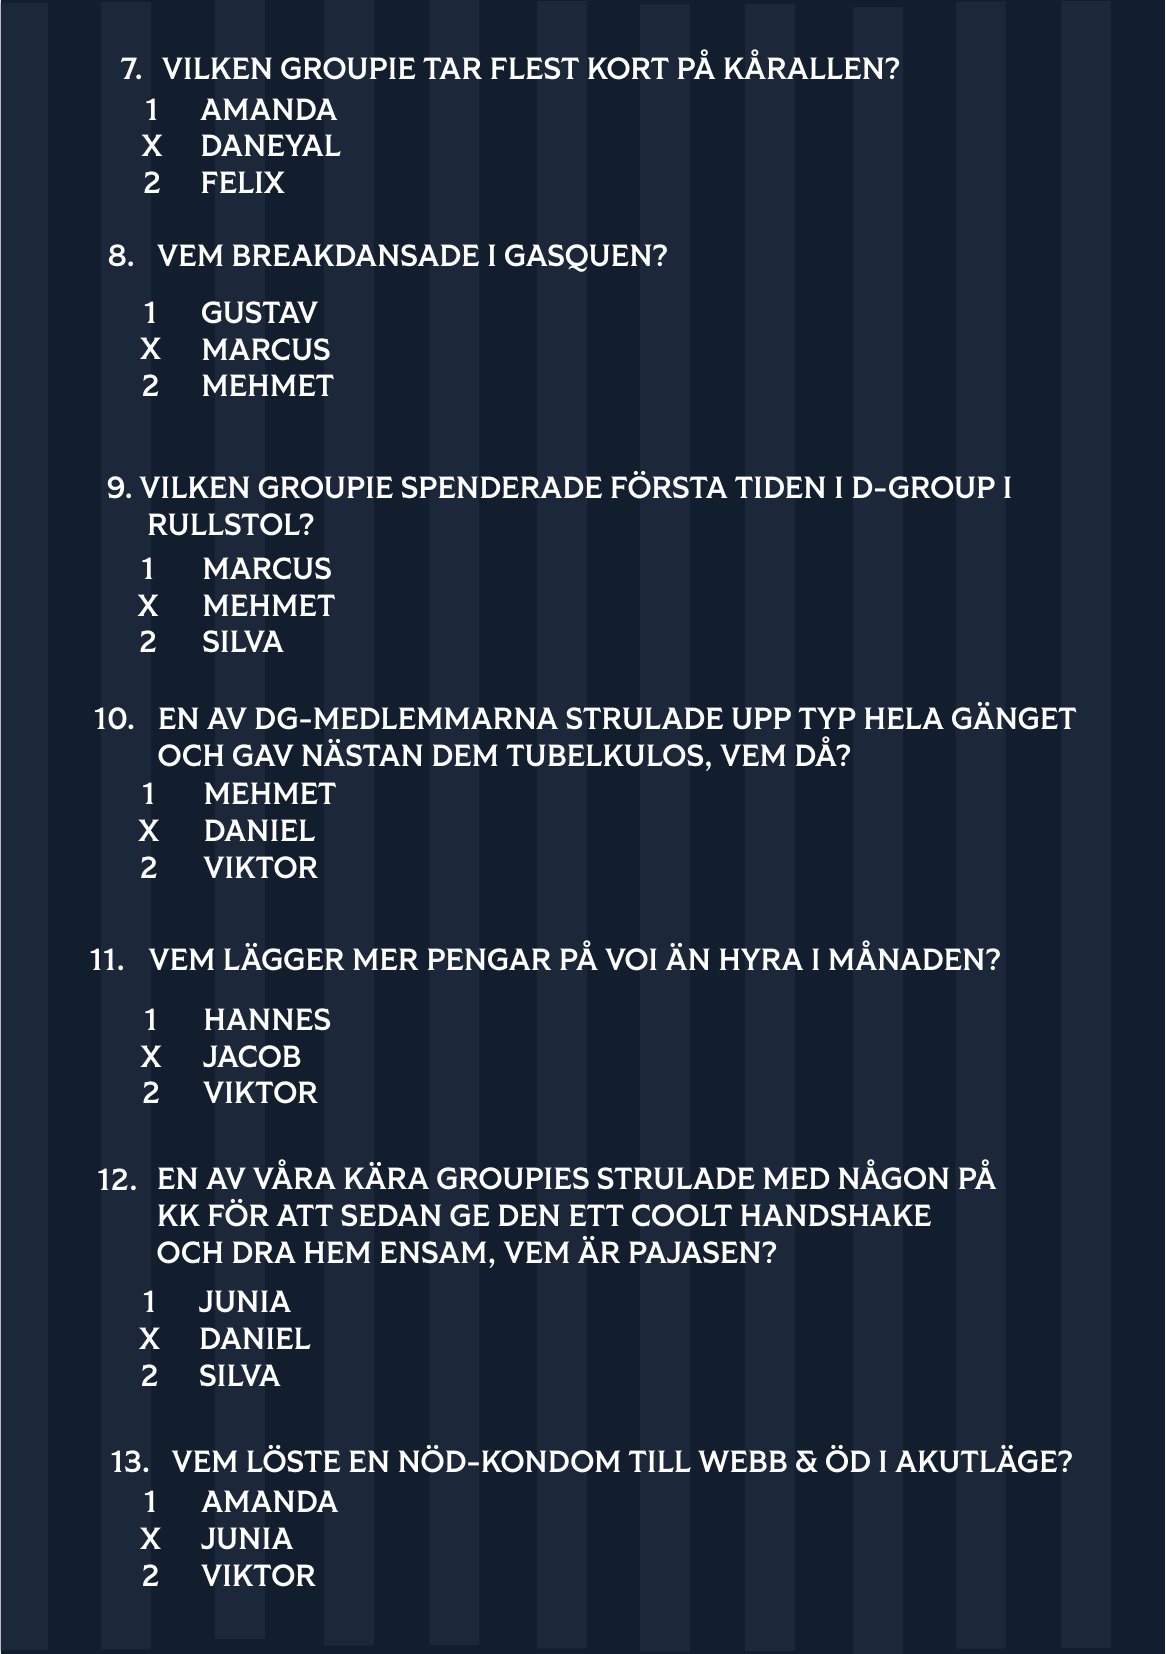 7. VILKEN GROUPIE TAR FLEST KORT PÅ KÅRALLEN?
1 AMANDA
X DANEYAL
2 FELIX
8. VEM BREAKDANSADE I GASQUEN?
1 GUSTAV
X MARCUS
2 MEHMET
9. VILKEN GROUPIE SPENDERADE FÖRSTA TIDEN I D-GROUP I
RULLSTOL?
1 MARCUS
X MEHMET
2 SILVA
10. EN AV DG-MEDLEMMARNA STRULADE UPP TYP HELA GÄNGET
OCH GAV NÄSTAN DEM TUBELKULOS, VEM DÅ?
1 MEHMET
X DANIEL
2 VIKTOR
11. VEM LÄGGER MER PENGAR PÅ VOI ÄN HYRA I MÅNADEN?
1 HANNES
X JACOB
2 VIKTOR
12. EN AV VÅRA KÄRA GROUPIES STRULADE MED NÅGON PÅ
KK FÖR ATT SEDAN GE DEN ETT COOLT HANDSHAKE
OCH DRA HEM ENSAM, VEM ÄR PAJASEN?
1 JUNIA
X DANIEL
2 SILVA
13. VEM LÖSTE EN NÖD-KONDOM TILL WEBB & ÖD I AKUTLÄGE?
1 AMANDA
X JUNIA
2 VIKTOR